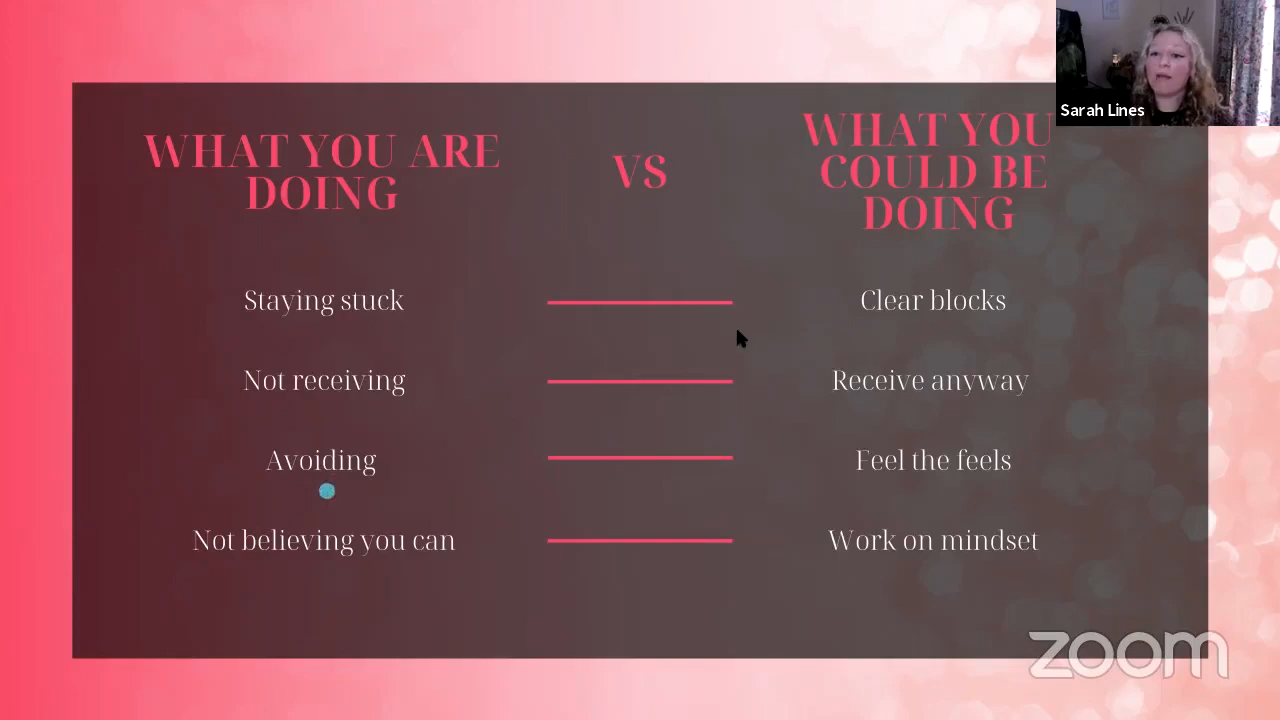 Sarah Lines
WHAT YOU ARE
DOING
VS
WHAT YOU
COULD BE
DOING
Staying stuck
Clear blocks
Not receiving
Receive anyway
Avoiding
Feel the feels
Not believing you can
Work on mindset
zoom